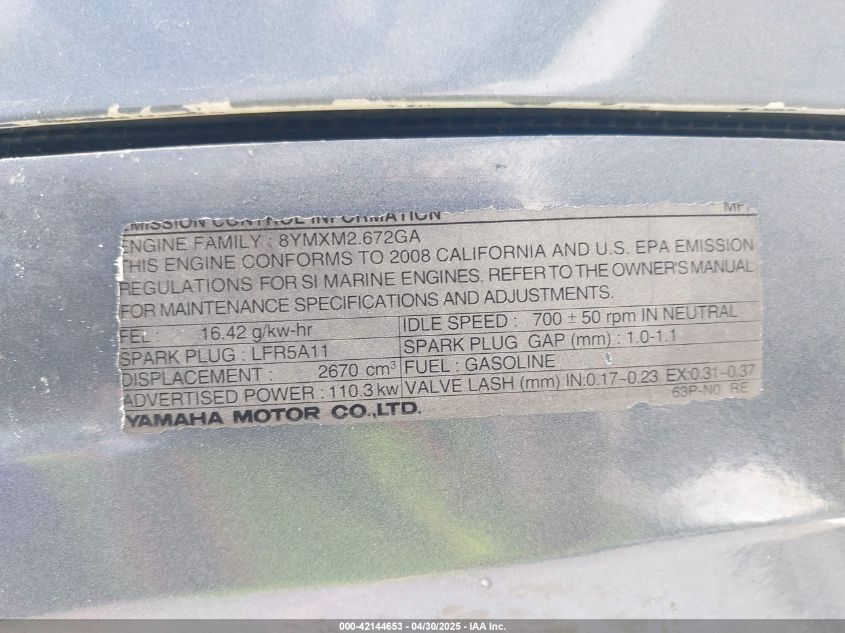 EMISSION CONTROL INFORMATION
ENGINE FAMILY : 8YMXM2.672GA
THIS ENGINE CONFORMS TO 2008 CALIFORNIA AND U.S. EPA EMISSION
REGULATIONS FOR SI MARINE ENGINES. REFER TO THE OWNER'S MANUAL
FOR MAINTENANCE SPECIFICATIONS AND ADJUSTMENTS.
FEL : 16.42 g/kw-hr
SPARK PLUG : LFR5A11
DISPLACEMENT : 2670 cm³
ADVERTISED POWER : 110.3 kw
IDLE SPEED : 700 ± 50 rpm IN NEUTRAL
SPARK PLUG GAP (mm) : 1.0-1.1
FUEL : GASOLINE
VALVE LASH (mm) IN:0.17~0.23 EX:0.31~0.37
63P-N0 RE
YAMAHA MOTOR CO.,LTD.
000-42144653 - 04/30/2025 - IAA Inc.